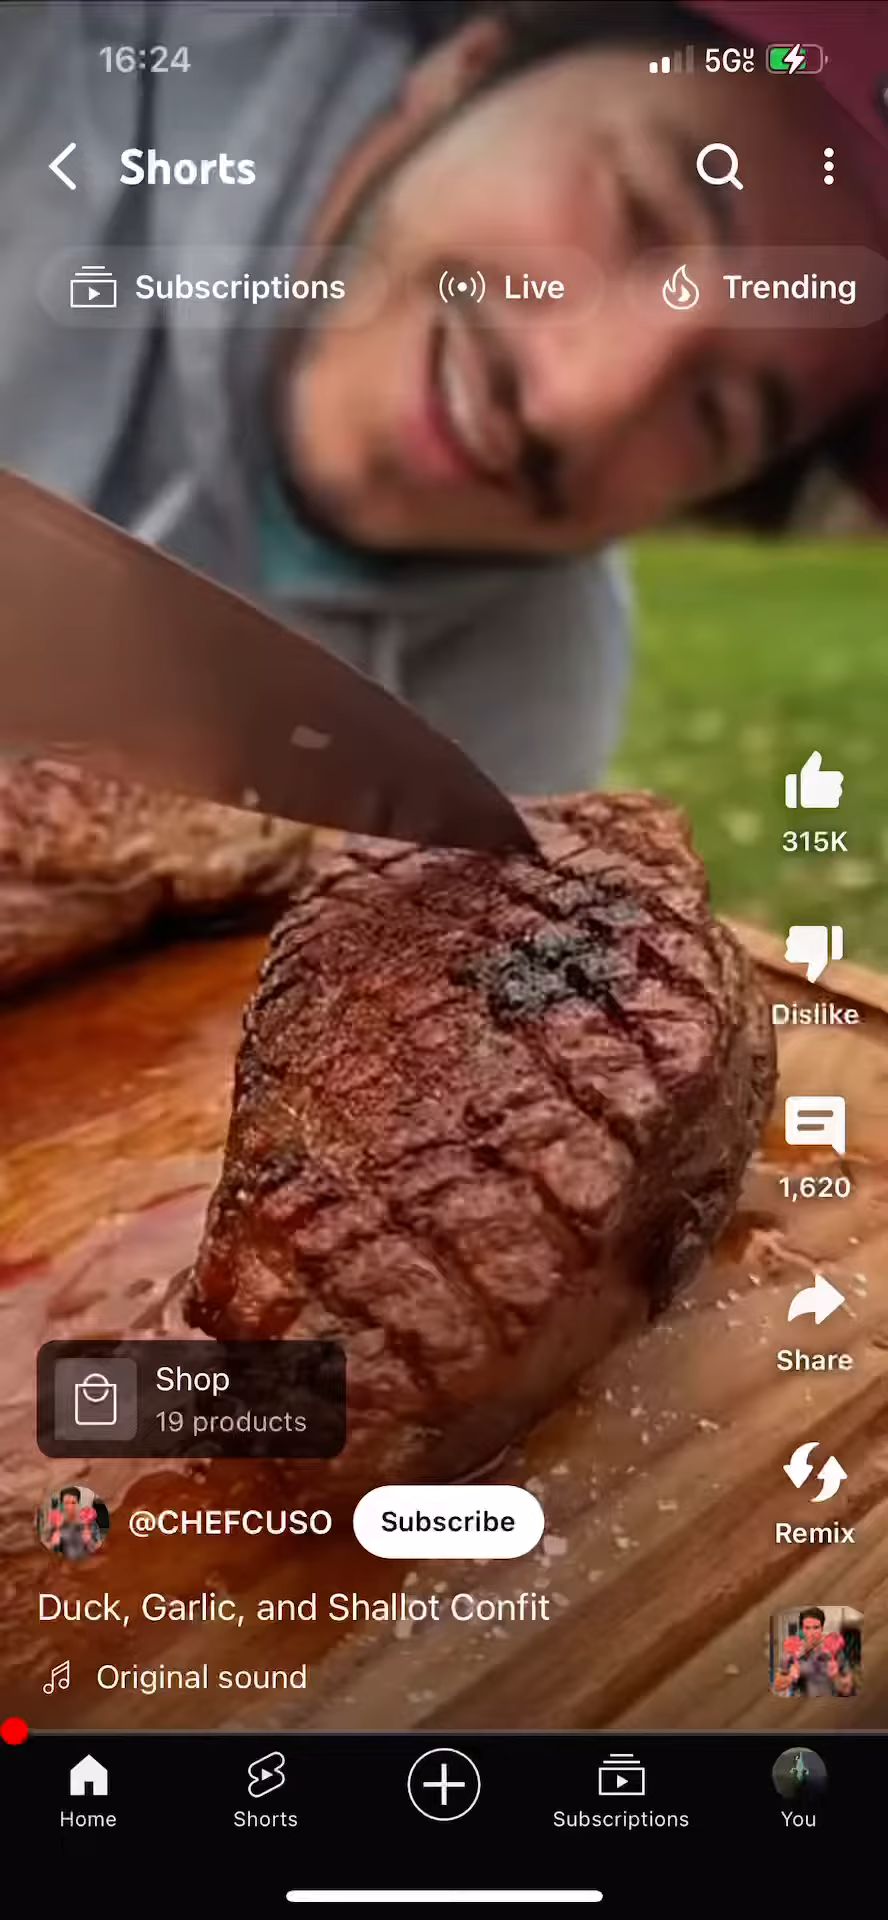 16:24
5GUC
Shorts
Subscriptions
Live
Trending
315K
Dislike
1,620
Share
Shop
19 products
Remix
@CHEFCUSO
Subscribe
Duck, Garlic, and Shallot Confit
Original sound
Home
Shorts
Subscriptions
You